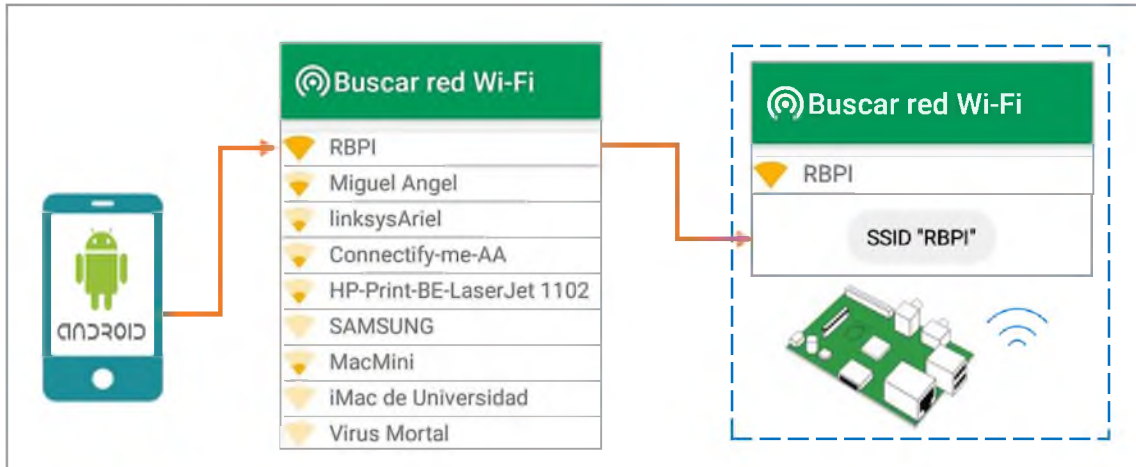 ANDROID
Buscar red Wi-Fi
RBPI
Miguel Angel
linksysAriel
Connectify-me-AA
HP-Print-BE-LaserJet 1102
SAMSUNG
MacMini
iMac de Universidad
Virus Mortal
Buscar red Wi-Fi
RBPI
SSID "RBPI"